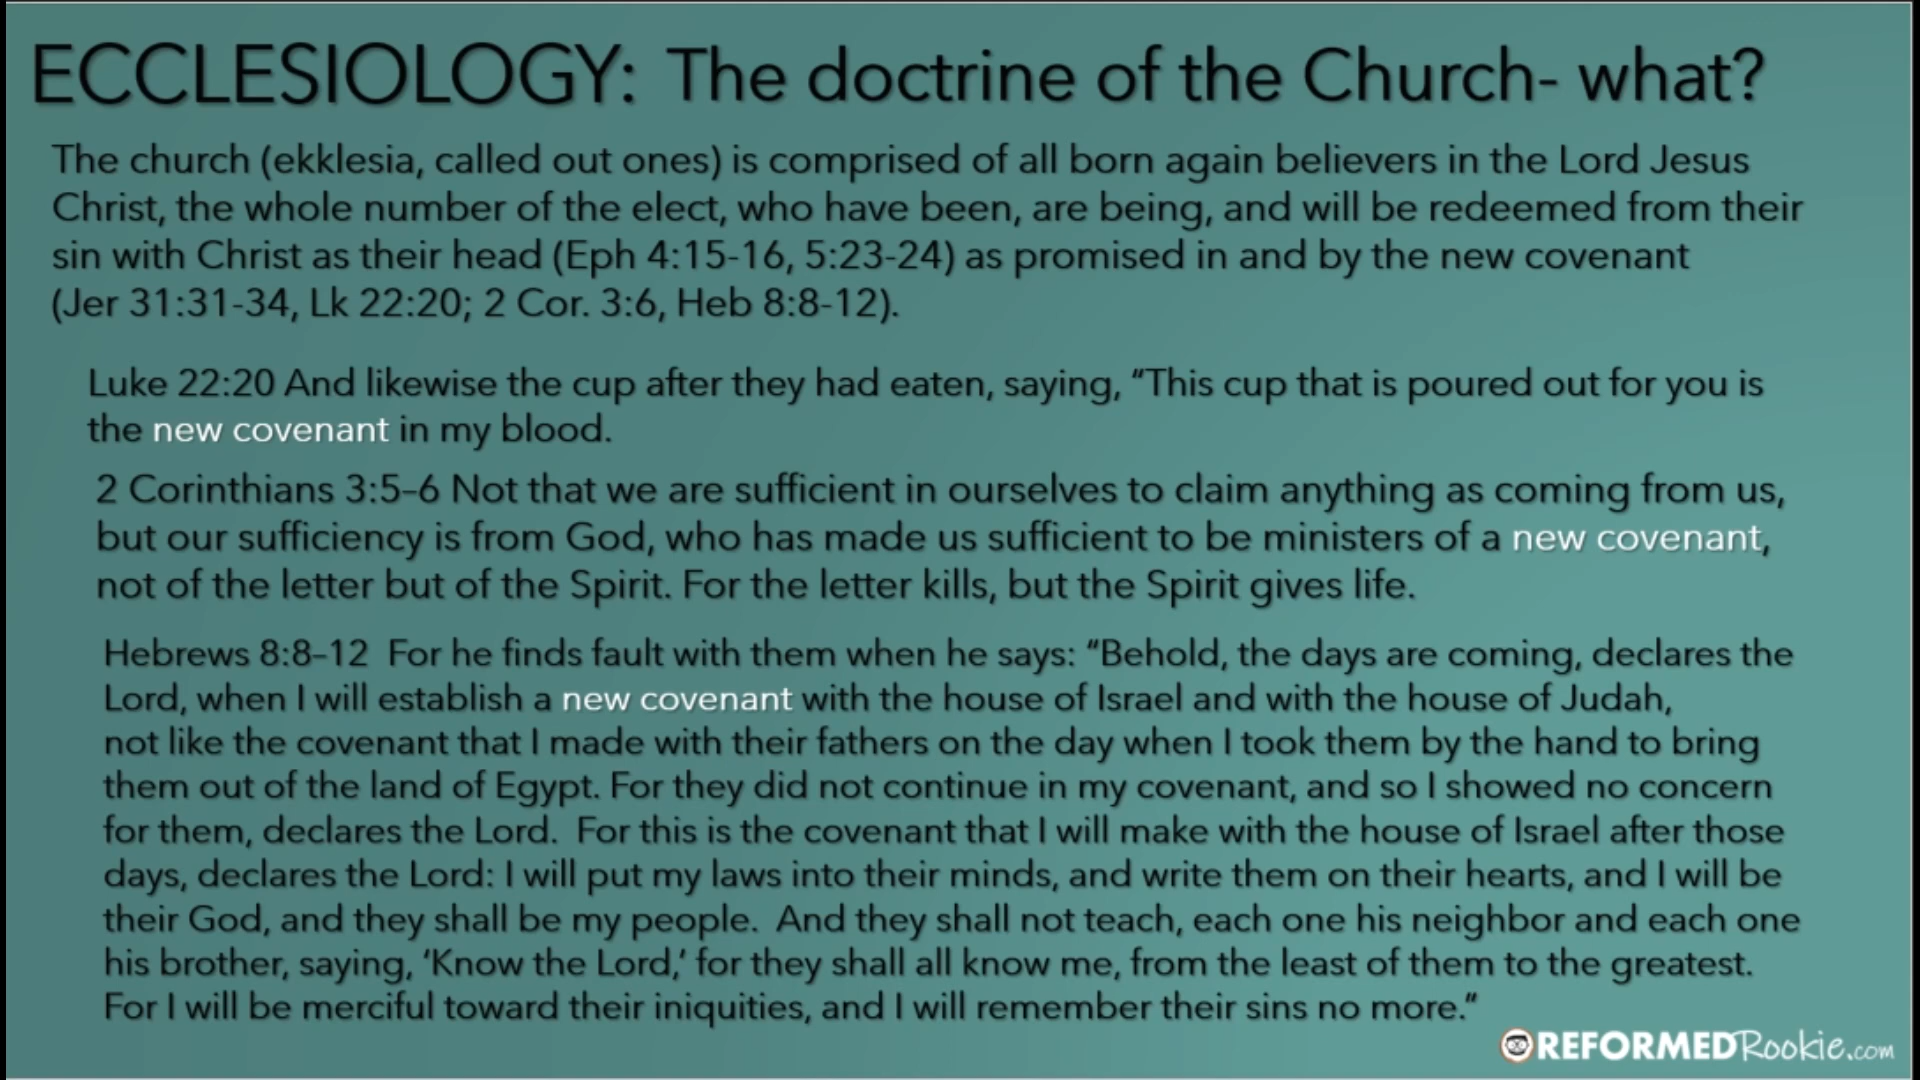 ECCLESIOLOGY: The doctrine of the Church- what?
The church (ekklesia, called out ones) is comprised of all born again believers in the Lord Jesus
Christ, the whole number of the elect, who have been, are being, and will be redeemed from their
sin with Christ as their head (Eph 4:15-16, 5:23-24) as promised in and by the new covenant
(Jer 31:31-34, Lk 22:20; 2 Cor. 3:6, Heb 8:8-12).
Luke 22:20 And likewise the cup after they had eaten, saying, “This cup that is poured out for you is
the new covenant in my blood.
2 Corinthians 3:5–6 Not that we are sufficient in ourselves to claim anything as coming from us,
but our sufficiency is from God, who has made us sufficient to be ministers of a new covenant,
not of the letter but of the Spirit. For the letter kills, but the Spirit gives life.
Hebrews 8:8–12 For he finds fault with them when he says: “Behold, the days are coming, declares the
Lord, when I will establish a new covenant with the house of Israel and with the house of Judah,
not like the covenant that I made with their fathers on the day when I took them by the hand to bring
them out of the land of Egypt. For they did not continue in my covenant, and so I showed no concern
for them, declares the Lord. For this is the covenant that I will make with the house of Israel after those
days, declares the Lord: I will put my laws into their minds, and write them on their hearts, and I will be
their God, and they shall be my people. And they shall not teach, each one his neighbor and each one
his brother, saying, ‘Know the Lord,’ for they shall all know me, from the least of them to the greatest.
For I will be merciful toward their iniquities, and I will remember their sins no more.”
REFORMEDRookie.com